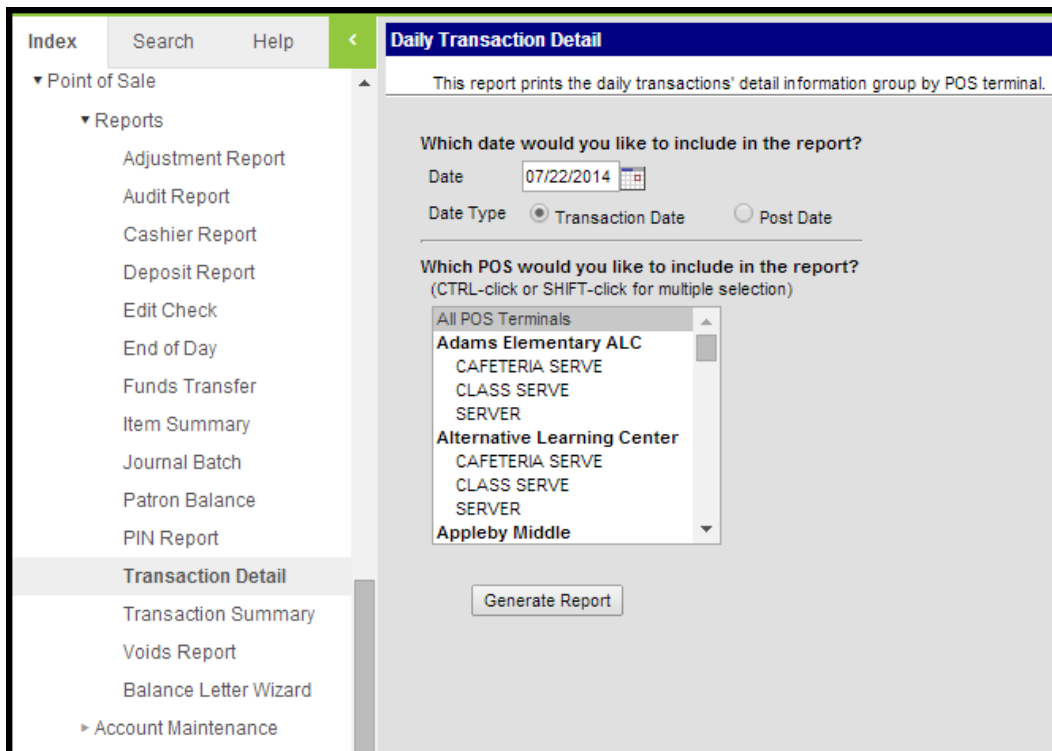 Index Search Help
Point of Sale
Reports
Adjustment Report
Audit Report
Cashier Report
Deposit Report
Edit Check
End of Day
Funds Transfer
Item Summary
Journal Batch
Patron Balance
PIN Report
Transaction Detail
Transaction Summary
Voids Report
Balance Letter Wizard
Account Maintenance
Daily Transaction Detail
This report prints the daily transactions' detail information group by POS terminal.
Which date would you like to include in the report?
Date 07/22/2014
Date Type Transaction Date Post Date
Which POS would you like to include in the report?
(CTRL-click or SHIFT-click for multiple selection)
All POS Terminals
Adams Elementary ALC
CAFETERIA SERVE
CLASS SERVE
SERVER
Alternative Learning Center
CAFETERIA SERVE
CLASS SERVE
SERVER
Appleby Middle
Generate Report